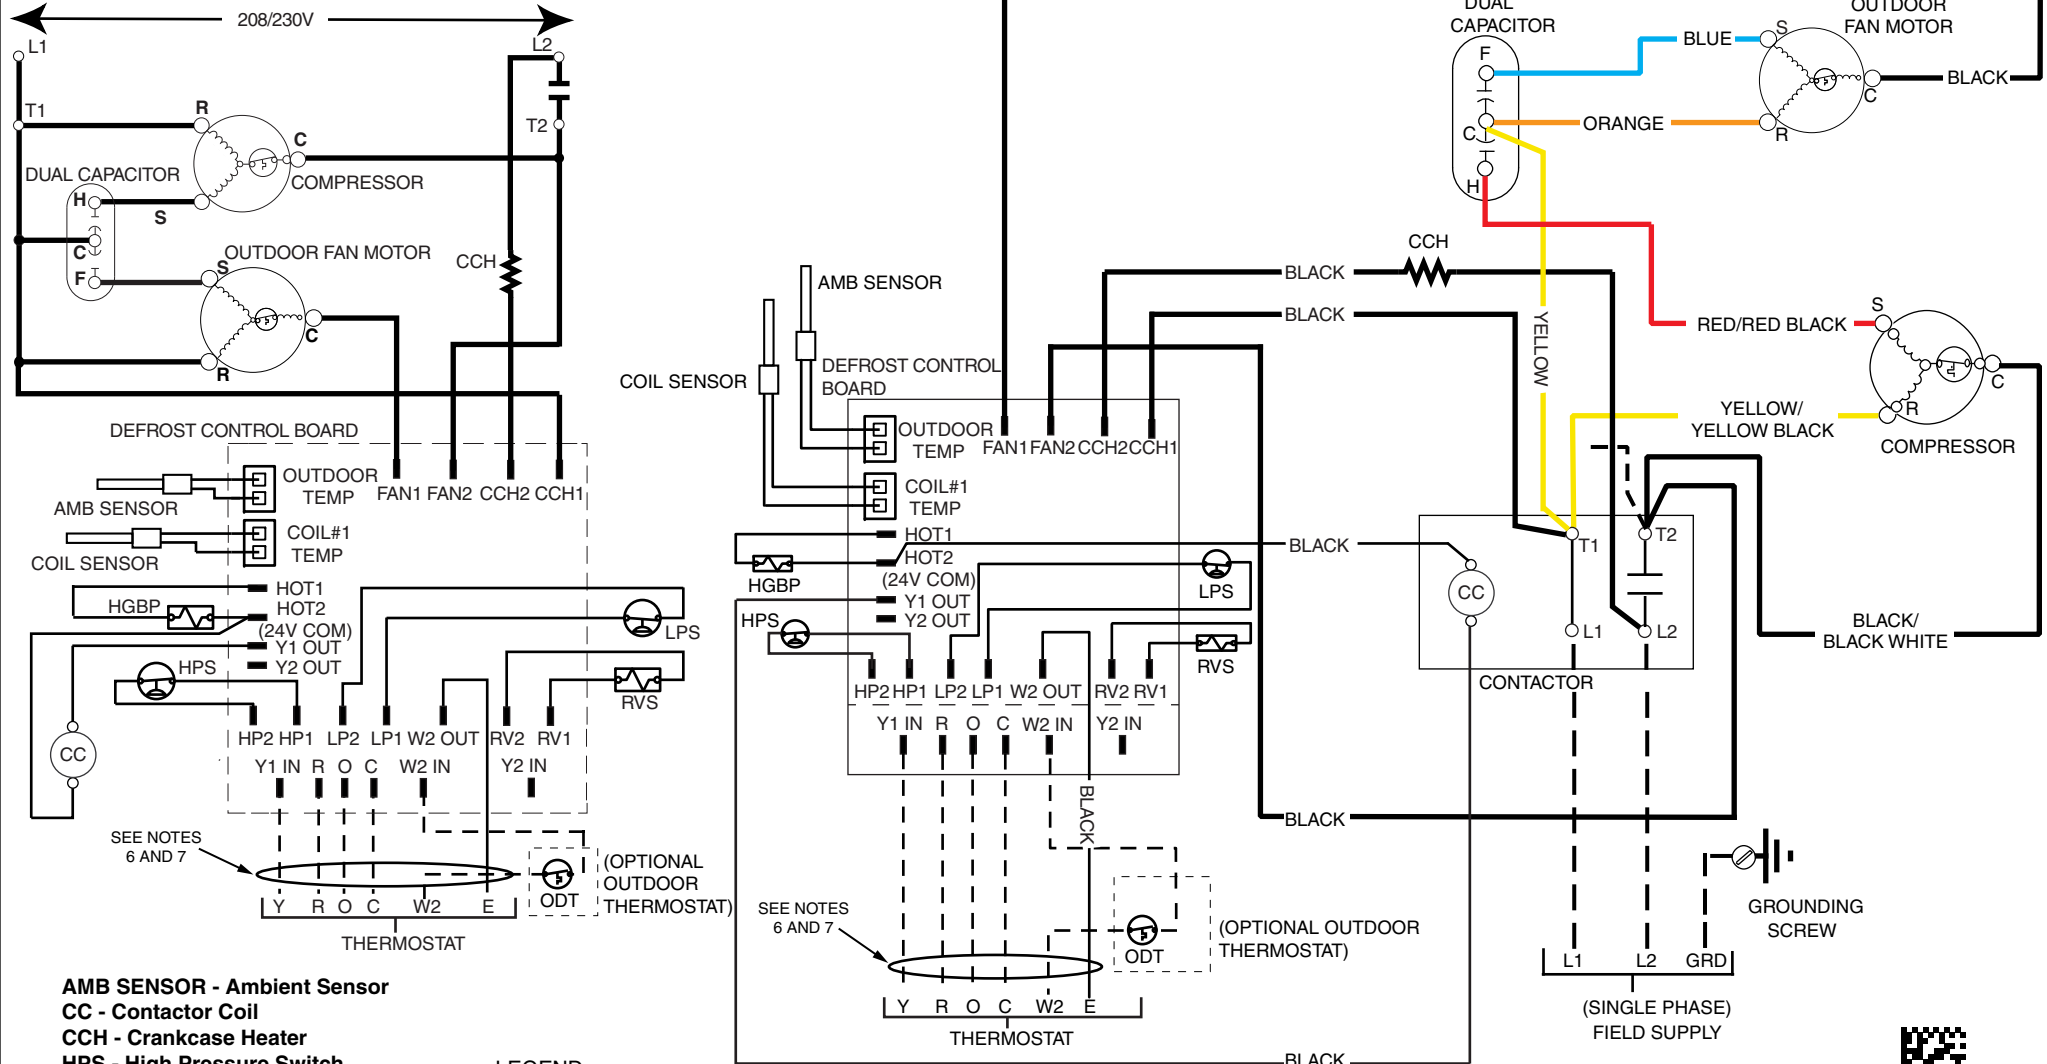 208/230V
L1
L2
T1
T2
R
C
COMPRESSOR
DUAL CAPACITOR
H
S
C
F
OUTDOOR FAN MOTOR
S
C
R
CCH
DEFROST CONTROL BOARD
OUTDOOR
TEMP
FAN1 FAN2 CCH2 CCH1
AMB SENSOR
COIL#1
TEMP
COIL SENSOR
HOT1
HOT2
(24V COM)
Y1 OUT
Y2 OUT
HGBP
LPS
HPS
RVS
CC
HP2 HP1 LP2 LP1 W2 OUT RV2 RV1
Y1 IN R O C W2 IN Y2 IN
SEE NOTES
6 AND 7
(OPTIONAL
OUTDOOR
THERMOSTAT)
ODT
Y R O C W2 E
THERMOSTAT
AMB SENSOR - Ambient Sensor
CC - Contactor Coil
CCH - Crankcase Heater
HPS - High Pressure Switch
LEGEND
AMB SENSOR
COIL SENSOR
DEFROST CONTROL
BOARD
OUTDOOR
TEMP
FAN1 FAN2 CCH2 CCH1
COIL#1
TEMP
HOT1
HOT2
(24V COM)
Y1 OUT
Y2 OUT
HGBP
HPS
LPS
RVS
HP2 HP1 LP2 LP1 W2 OUT RV2 RV1
Y1 IN R O C W2 IN Y2 IN
BLACK
SEE NOTES
6 AND 7
ODT
(OPTIONAL OUTDOOR
THERMOSTAT)
Y R O C W2 E
THERMOSTAT
DUAL
CAPACITOR
F
C
H
BLUE
ORANGE
OUTDOOR
FAN MOTOR
S
C
R
BLACK
BLACK
CCH
BLACK
YELLOW
RED/RED BLACK
S
C
R
YELLOW/
YELLOW BLACK
COMPRESSOR
BLACK
CC
T1
T2
L1
L2
CONTACTOR
BLACK/
BLACK WHITE
BLACK
GROUNDING
SCREW
L1 L2 GRD
(SINGLE PHASE)
FIELD SUPPLY
BLACK